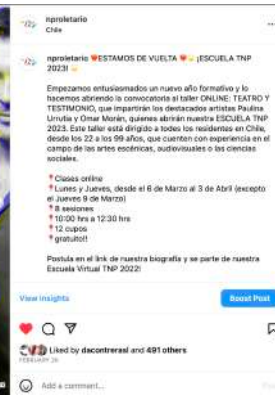 nproletario
Chile
nproletario ❤️ESTAMOS DE VUELTA❤️ ¡ESCUELA TNP
2023!
Empezamos entusiasmados un nuevo año formativo y lo
hacemos abriendo la convocatoria al taller ONLINE: TEATRO Y
TESTIMONIO, que impartirán los destacados artistas Paulina
Urrutia y Omar Morán, quienes abrirán nuestra ESCUELA TNP
2023. Este taller está dirigido a todes los residentes en Chile,
desde los 22 a los 99 años, que cuenten con experiencia en el
campo de las artes escénicas, audiovisuales o las ciencias
sociales.
📍Clases online
📍Lunes y Jueves, desde el 6 de Marzo al 3 de Abril (excepto
el Jueves 9 de Marzo)
📍8 sesiones
📍10:00 hrs a 12:30 hrs
📍12 cupos
📍gratuito!!
Postula en el link de nuestra biografía y se parte de nuestra
Escuela Virtual TNP 2022!
View Insights
Boost Post
Liked by dacontrerasl and 491 others
FEBRUARY
Add a comment...